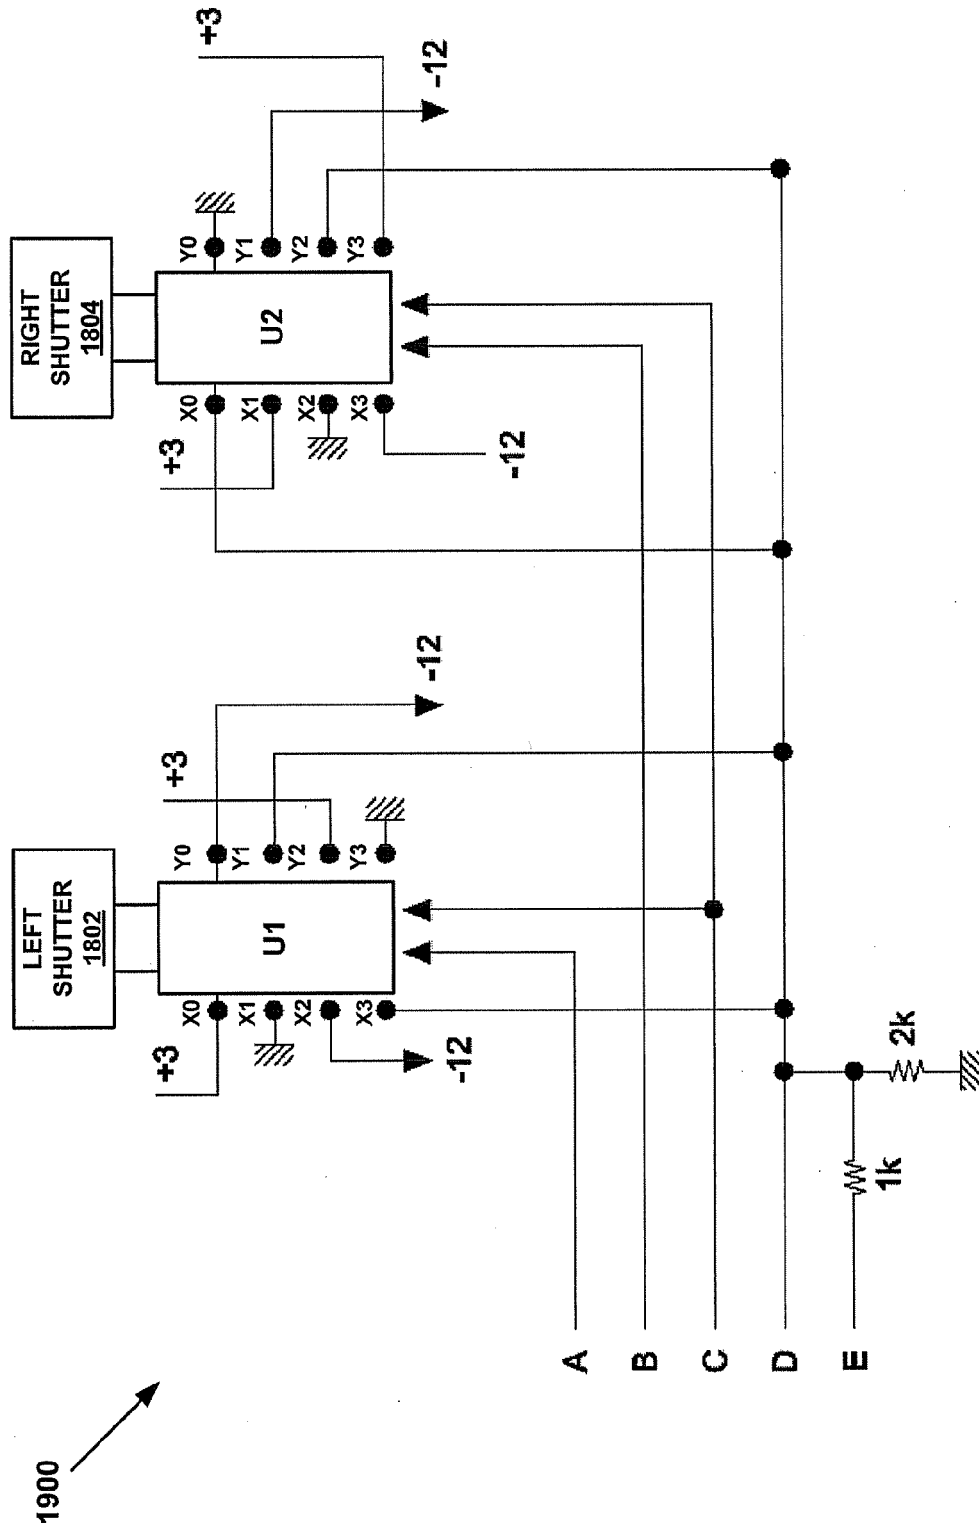 1900
LEFT
SHUTTER
1802
RIGHT
SHUTTER
1804
+3
X0
X1
X2
X3
-12
U1
Y0
Y1
Y2
Y3
+3
-12
+3
X0
X1
X2
X3
-12
U2
Y0
Y1
Y2
Y3
-12
+3
A
B
C
D
E
1k
2k